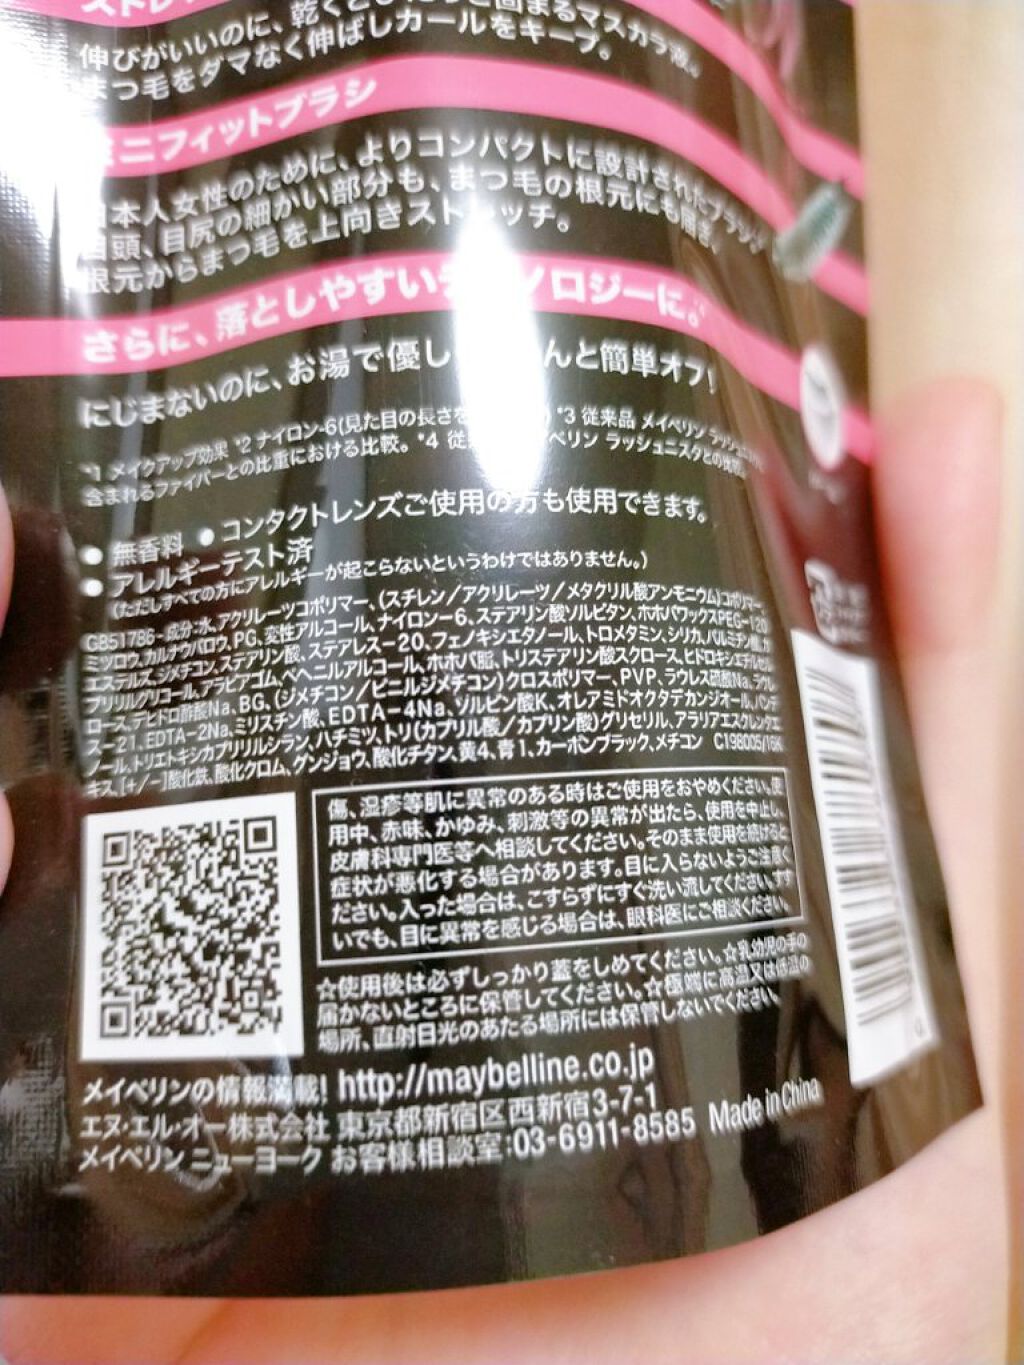 伸びがいいのに、乾くと
固まるマスカラ液。
まつ毛をダマなく伸ばしカールをキープ。
ミニフィットブラシ
日本人女性のために、よりコンパクトに設計されたブラシ
目頭、目尻の細かい部分も、まつ毛の根元にも届き、
根元からまつ毛を上向きスト ッチ。
さらに、落としやすいテ ノロジーに。
にじまないのに、お湯で優し んと簡単オフ!
*1 メイクアップ効果 *2 ナイロン-6(見た目の長さを *3 従来品 メイベリン
含まれるファイバーとの比重における比較。*4 従 ベリン ラッシュニスタとの
● 無香料 ● コンタクトレンズご使用の方も使用できます。
● アレルギーテスト済
(ただしすべての方にアレルギーが起こらないというわけではありません。)
GB51786-成分:水、アクリレーツコポリマー、(スチレン/アクリレーツ/メタクリル酸アンモニウム)コポリマー、
ミツロウ、カルナウバロウ、PG、変性アルコール、ナイロン-6、ステアリン酸ソルビタン、ホホバワックスPEG-120
エステルズ、ジメチコン、ステアリン酸、ステアレス-20、フェノキシエタノール、トロメタミン、シリカ、パルミチン酸、カ
プリリルグリコール、アラビアゴム、ベヘニルアルコール、ホホバ脂、トリステアリン酸スクロース、ヒドロキシエチルセル
ロース、デヒドロ酢酸Na、BG、(ジメチコン/ビニルジメチコン)クロスポリマー、PVP、ラウレス硫酸Na、
ス-21、EDTA-2Na、ミリスチン酸、EDTA-4Na、ソルビン酸K、オレアミドオクタデカンジオール、パンテ
ノール、トリエトキシカプリリルシラン、ハチミツ、トリ(カプリル酸/カプリン酸)グリセリル、アラリアエスクレンタエ
キス、[+/-]酸化鉄、酸化クロム、グンジョウ、酸化チタン、黄4、青1、カーボンブラック、メチコン C198005/16K
傷、湿疹等肌に異常のある時はご使用をおやめください。使
用中、赤味、かゆみ、刺激等の異常が出たら、使用を中止し、
皮膚科専門医等へ相談してください。そのまま使用を続けると
症状が悪化する場合があります。目に入らないようご注意く
ださい。入った場合は、こすらずにすぐ洗い流してください。すす
いでも、目に異常を感じる場合は、眼科医にご相談ください。
☆使用後は必ずしっかり蓋をしめてください。☆乳幼児の手の
届かないところに保管してください。☆極端に高温又は低温の
場所、直射日光のあたる場所には保管しないでください。
メイベリンの情報満載! http://maybelline.co.jp
エヌ・エル・オー株式会社 東京都新宿区西新宿3-7-1
メイベリン ニューヨーク お客様相談室:03-6911-8585 Made in China